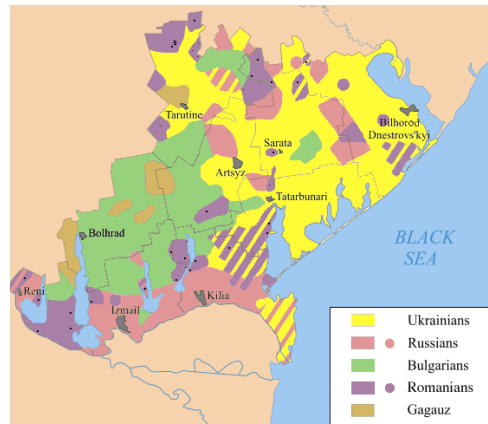 Tarutine
Bilhorod
Dnestrovs'kyi
Sarata
Artsyz
Tatarbunari
Bolhrad
BLACK
SEA
Reni
Izmail
Kilia
Ukrainians
Russians
Bulgarians
Romanians
Gagauz